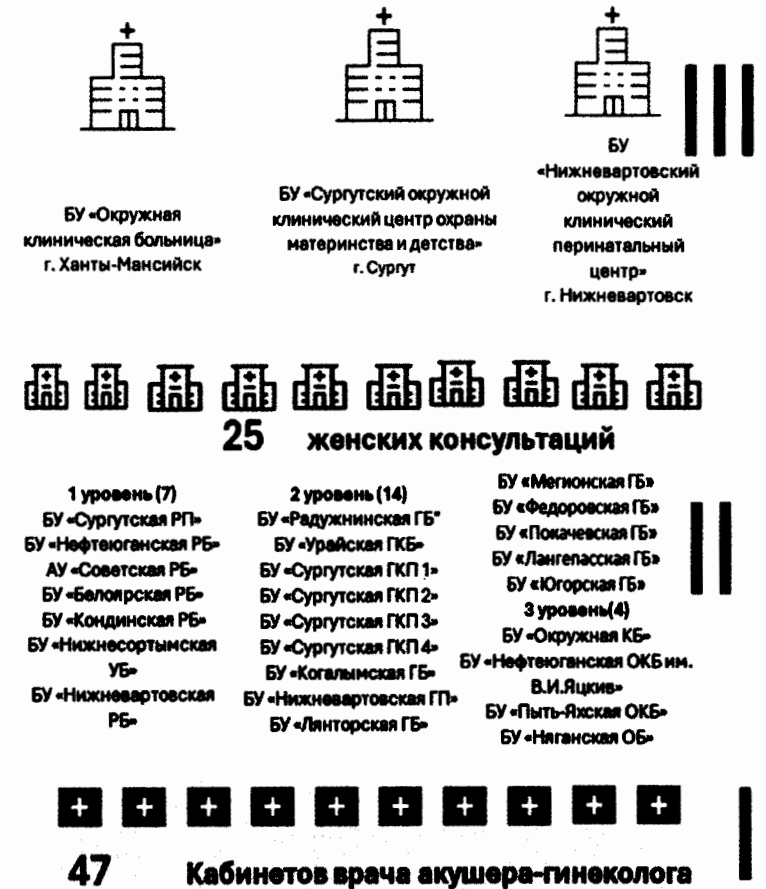 БУ «Окружная
клиническая больница»
г. Ханты-Мансийск
БУ «Сургутский окружной
клинический центр охраны
материнства и детства»
г. Сургут
БУ
«Нижневартовский
окружной
клинический
перинатальный
центр»
г. Нижневартовск
III
25 женских консультаций
1 уровень (7)
БУ «Сургутская РП»
БУ «Нефтеюганская РБ»
АУ «Советская РБ»
БУ «Белоярская РБ»
БУ «Кондинская РБ»
БУ «Нижнесортымская
УБ»
БУ «Нижневартовская
РБ»
2 уровень (14)
БУ «Радужнинская ГБ"
БУ «Урайская ГКБ»
БУ «Сургутская ГКП 1»
БУ «Сургутская ГКП 2»
БУ «Сургутская ГКП 3»
БУ «Сургутская ГКП 4»
БУ «Когалымская ГБ»
БУ «Нижневартовская ГП»
БУ «Лянторская ГБ»
БУ «Мегионская ГБ»
БУ «Федоровская ГБ»
БУ «Покачевская ГБ»
БУ «Лангепасская ГБ»
БУ «Югорская ГБ»
3 уровень(4)
БУ «Окружная КБ»
БУ «Нефтеюганская ОКБ им.
В.И.Яцкив»
БУ «Пыть-Яхская ОКБ»
БУ «Няганская ОБ»
II
47 Кабинетов врача акушера-гинеколога
I